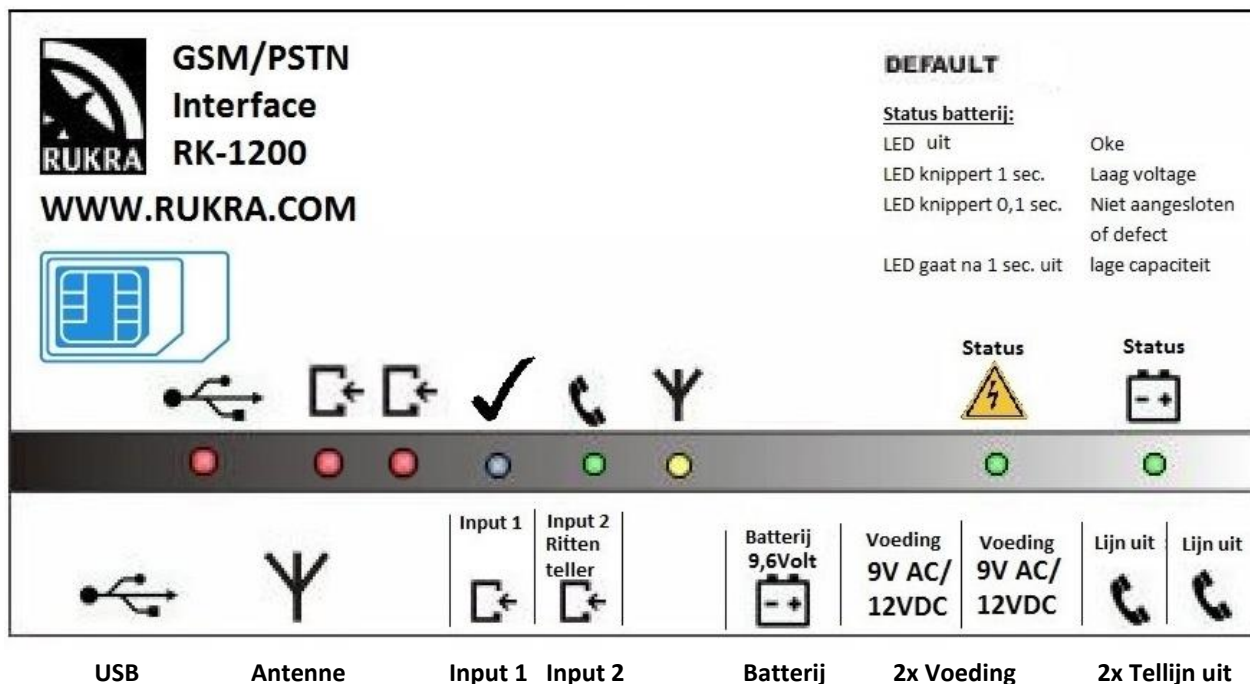 GSM/PSTN
Interface
RK-1200
RUKRA
WWW.RUKRA.COM
DEFAULT
Status batterij:
LED uit Oke
LED knippert 1 sec. Laag voltage
LED knippert 0,1 sec. Niet aangesloten
of defect
LED gaat na 1 sec. uit lage capaciteit
Status Status
Input 1
Input 2
Ritten
teller
Batterij
9,6Volt
Voeding
9V AC/
12VDC
Voeding
9V AC/
12VDC
Lijn uit
Lijn uit
USB Antenne Input 1 Input 2 Batterij 2x Voeding 2x Tellijn uit